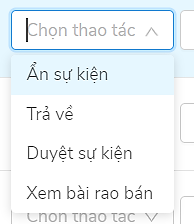 Chọn thao tác
Ẩn sự kiện
Trả về
Duyệt sự kiện
Xem bài rao bán
Chọn thao tác